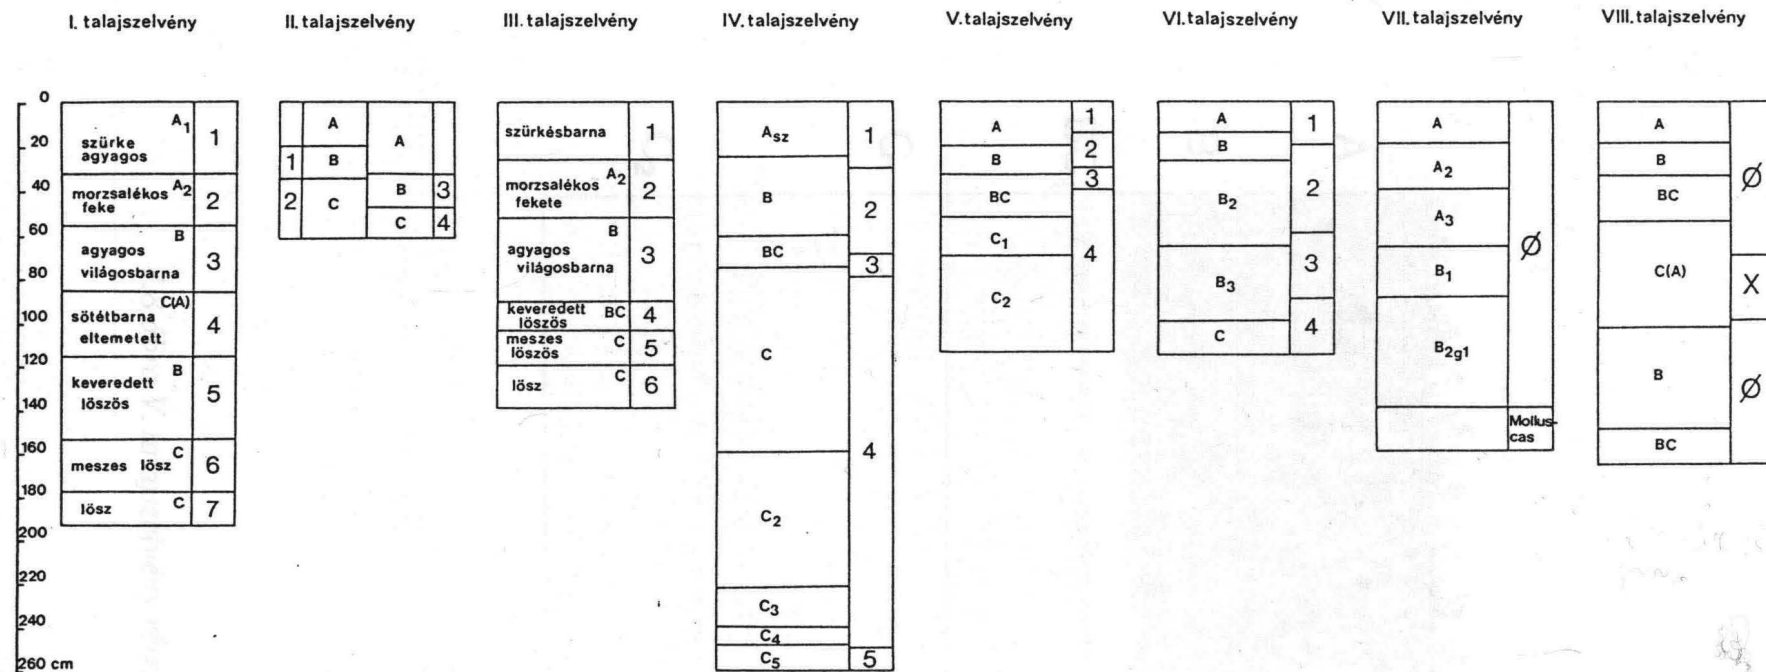 I. talajszelvény
II. talajszelvény
III. talajszelvény
IV. talajszelvény
V. talajszelvény
VI. talajszelvény
VII. talajszelvény
VIII. talajszelvény
0
20
40
60
80
100
120
140
160
180
200
220
240
260 cm
A1
szürke
agyagos
1
morzsalékos A2
feke
2
B
agyagos
világosbarna
3
C(A)
sötétbarna
eltemetett
4
B
keveredett
löszös
5
C
meszes lösz
6
lösz C
7
1
2
A
B
C
A
B
C
3
4
szürkésbarna
1
A2
morzsalékos
fekete
2
B
agyagos
világosbarna
3
keveredett BC
löszös
4
meszes C
löszös
5
lösz C
6
Asz
B
BC
C
C2
C3
C4
C5
1
2
3
4
5
A
B
BC
C1
C2
1
2
3
4
A
B
B2
B3
C
1
2
3
4
A
A2
A3
B1
B2g1
Ø
Mollus-
cas
A
B
BC
C(A)
B
BC
Ø
X
Ø